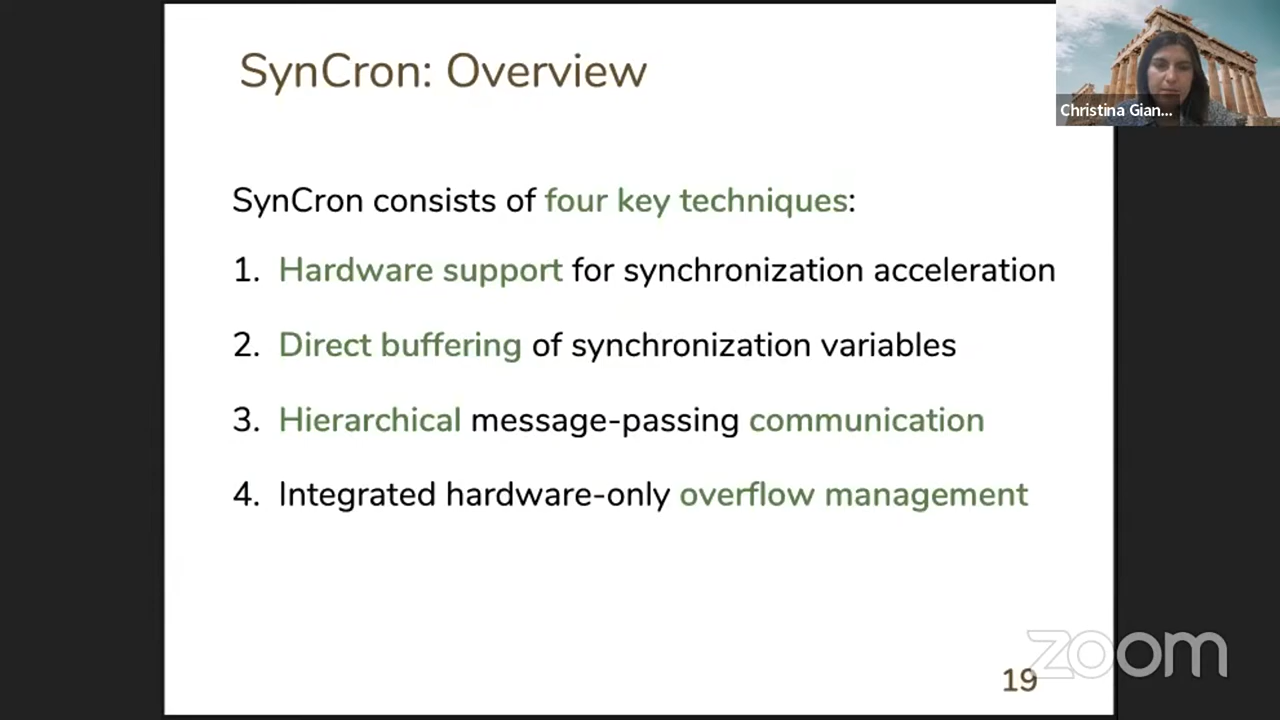 SynCron: Overview
Christina Gian...
SynCron consists of four key techniques:
1. Hardware support for synchronization acceleration
2. Direct buffering of synchronization variables
3. Hierarchical message-passing communication
4. Integrated hardware-only overflow management
zoom
19